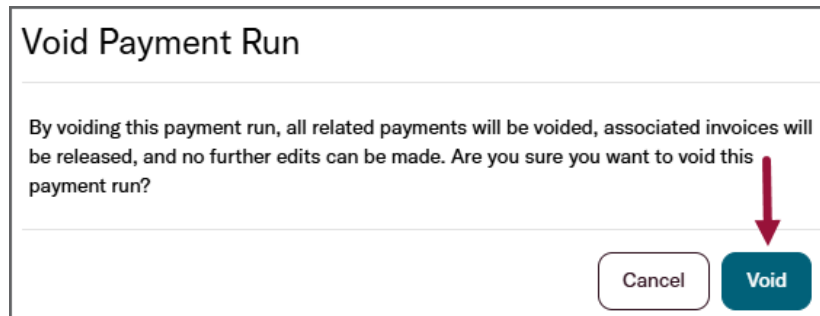 Void Payment Run
By voiding this payment run, all related payments will be voided, associated invoices will
be released, and no further edits can be made. Are you sure you want to void this
payment run?
Cancel
Void